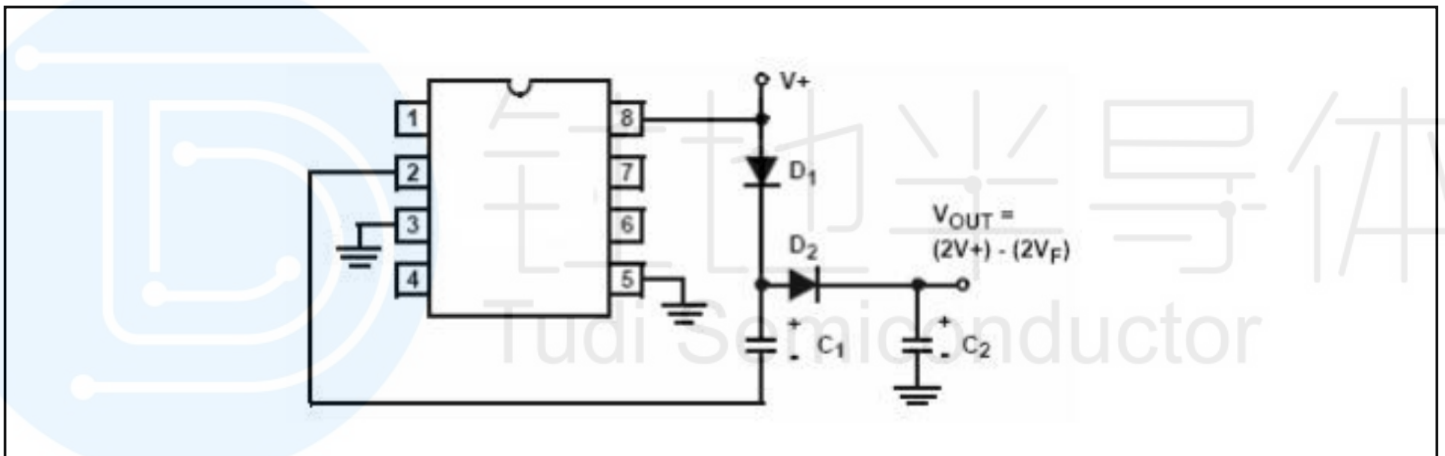 V+
1
8
2
7
D1
3
6
4
5
D2
VOUT =
(2V+) - (2VF)
+
-
C1
+
-
C2
钍地半导体
Tudi Semiconductor